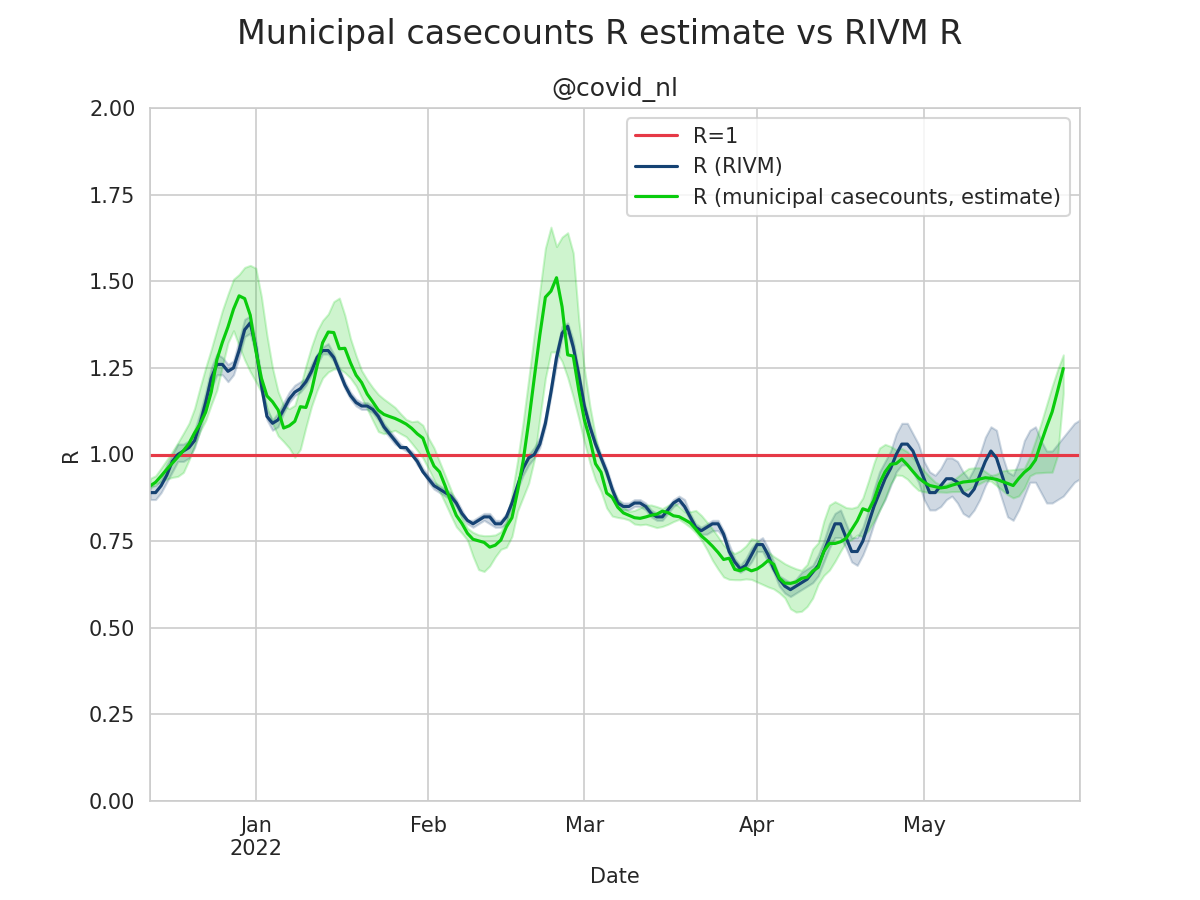 Municipal casecounts R estimate vs RIVM R
@covid_nl
R=1
R (RIVM)
R (municipal casecounts, estimate)
2.00
1.75
1.50
1.25
1.00
0.75
0.50
0.25
0.00
R
Jan
2022
Feb
Mar
Apr
May
Date